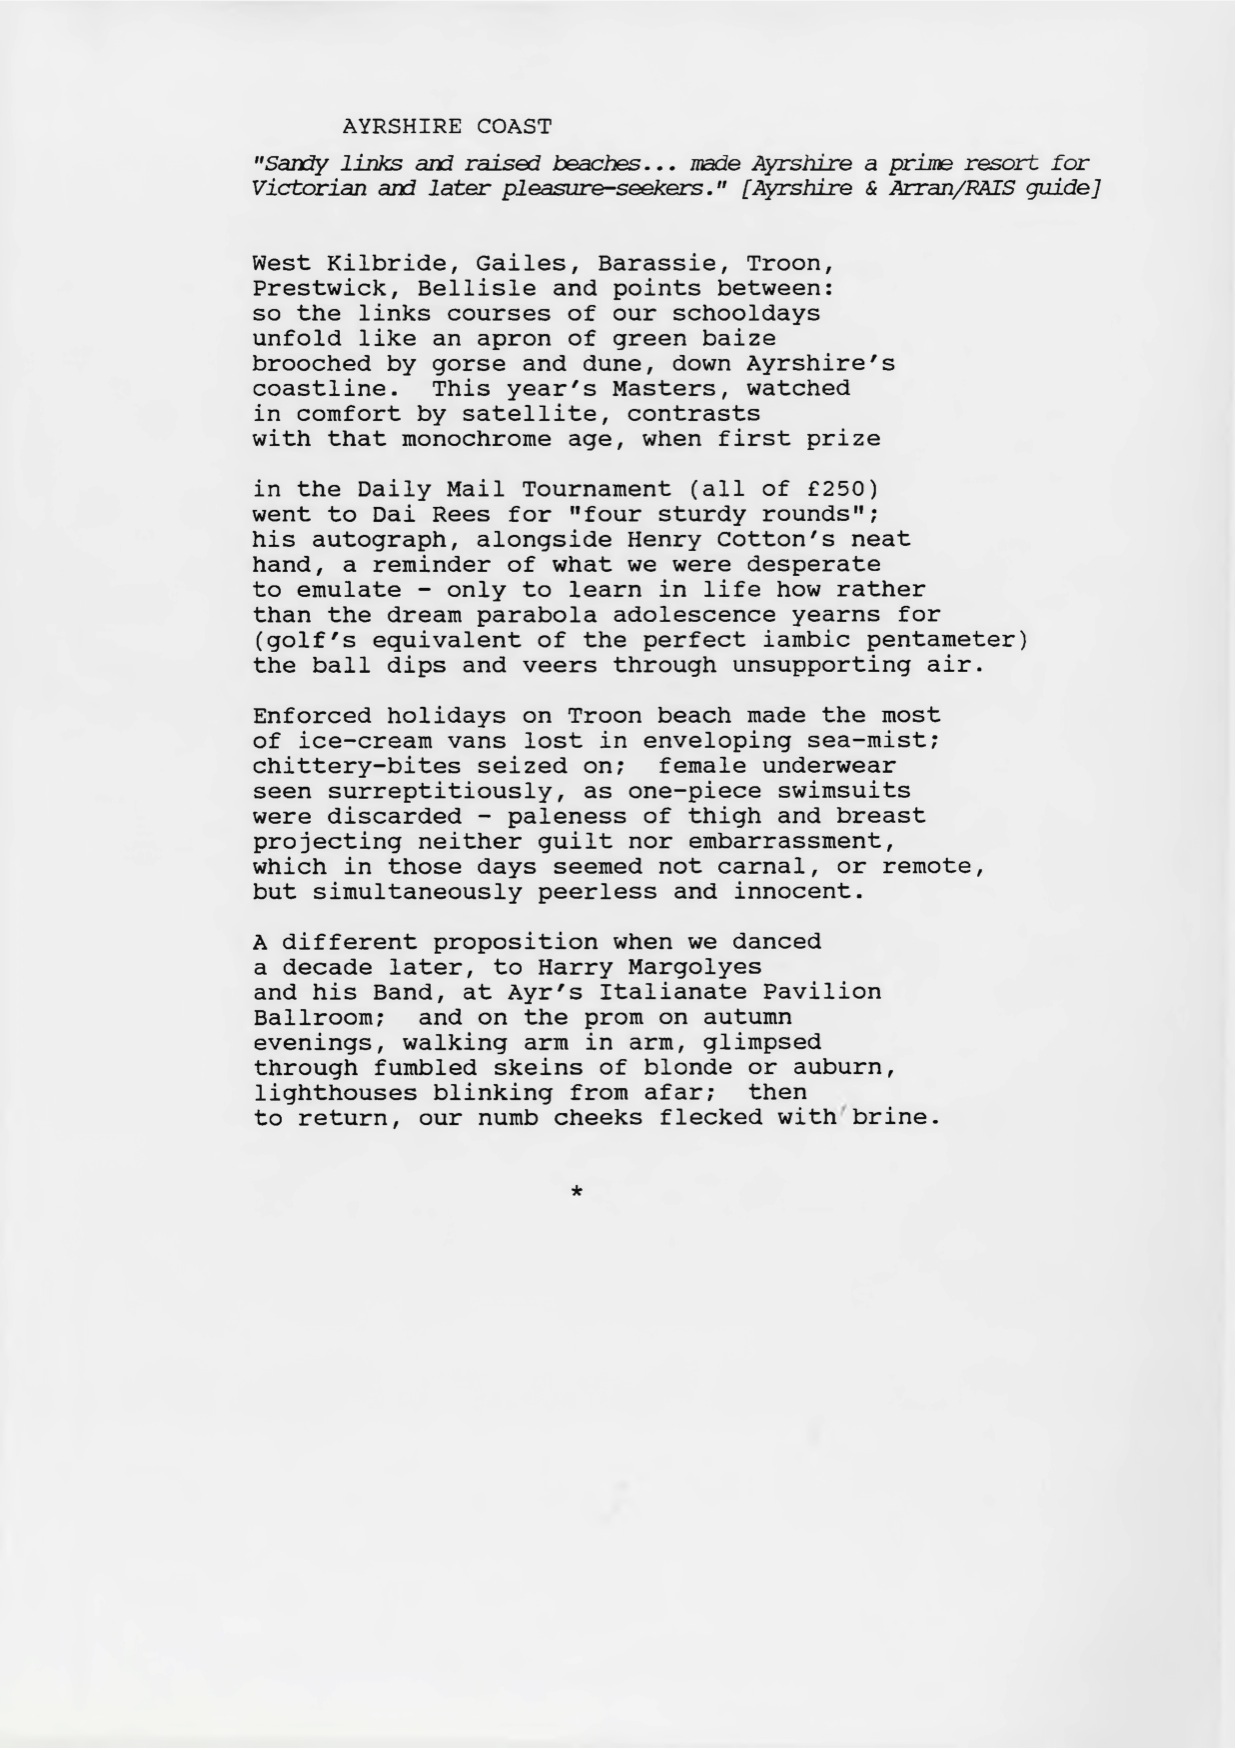 AYRSHIRE COAST
"Sandy links and raised beaches... made Ayrshire a prime resort for
Victorian and later pleasure-seekers." [Ayrshire & Arran/RAIS guide]
West Kilbride, Gailes, Barassie, Troon,
Prestwick, Bellisle and points between:
so the links courses of our schooldays
unfold like an apron of green baize
brooched by gorse and dune, down Ayrshire's
coastline.  This year's Masters, watched
in comfort by satellite, contrasts
with that monochrome age, when first prize
in the Daily Mail Tournament (all of £250)
went to Dai Rees for "four sturdy rounds";
his autograph, alongside Henry Cotton's neat
hand, a reminder of what we were desperate
to emulate - only to learn in life how rather
than the dream parabola adolescence yearns for
(golf's equivalent of the perfect iambic pentameter)
the ball dips and veers through unsupporting air.
Enforced holidays on Troon beach made the most
of ice-cream vans lost in enveloping sea-mist;
chittery-bites seized on;  female underwear
seen surreptitiously, as one-piece swimsuits
were discarded - paleness of thigh and breast
projecting neither guilt nor embarrassment,
which in those days seemed not carnal, or remote,
but simultaneously peerless and innocent.
A different proposition when we danced
a decade later, to Harry Margolyes
and his Band, at Ayr's Italianate Pavilion
Ballroom;  and on the prom on autumn
evenings, walking arm in arm, glimpsed
through fumbled skeins of blonde or auburn,
lighthouses blinking from afar;  then
to return, our numb cheeks flecked with brine.
*